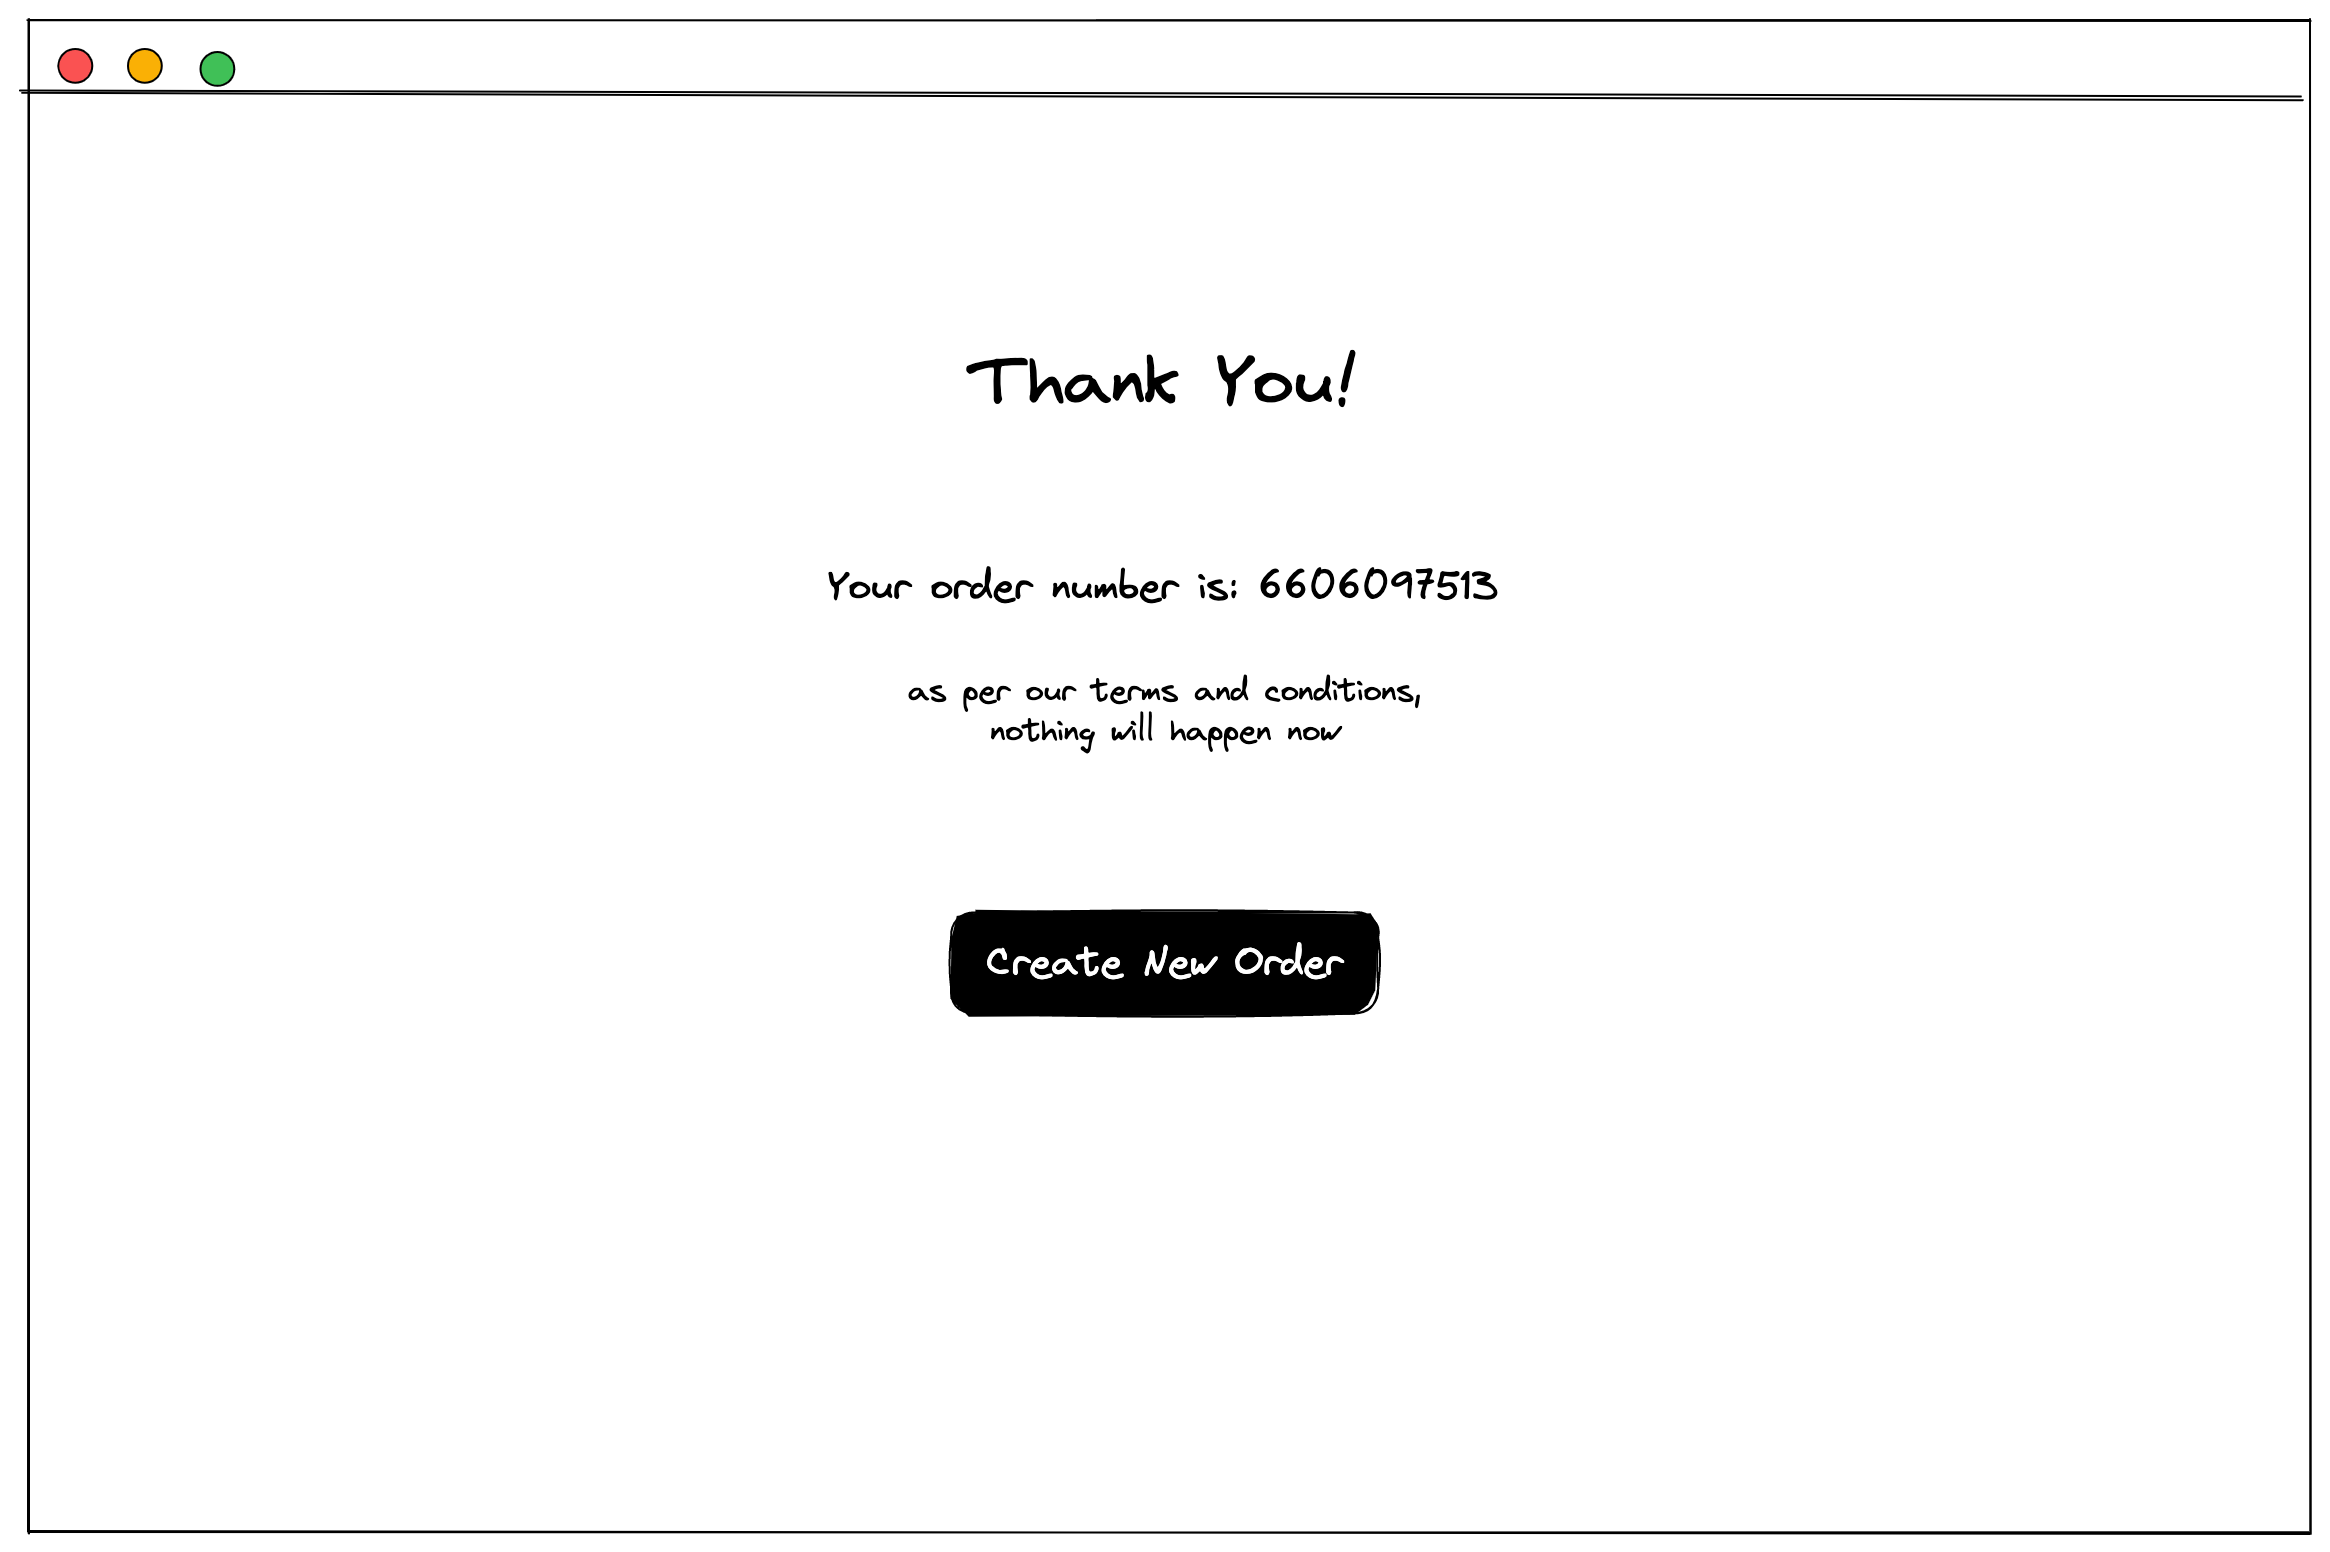 Thank You!
Your order number is: 6606097513
as per our terms and conditions,
nothing will happen now
Create New Order